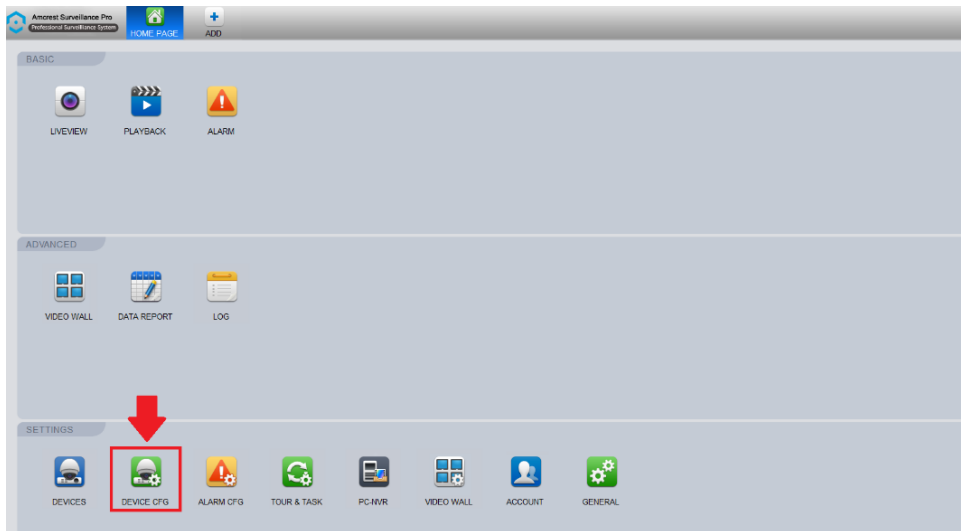 Amcrest Surveillance Pro
Professional Surveillance System
HOME PAGE
ADD
BASIC
LIVEVIEW
PLAYBACK
ALARM
ADVANCED
VIDEO WALL
DATA REPORT
LOG
SETTINGS
DEVICES
DEVICE CFG
ALARM CFG
TOUR & TASK
PC-NVR
VIDEO WALL
ACCOUNT
GENERAL